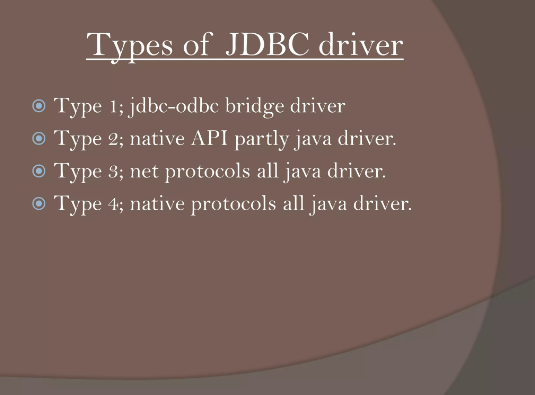 Types of JDBC driver
Type 1; jdbc-odbc bridge driver
Type 2; native API partly java driver.
Type 3; net protocols all java driver.
Type 4; native protocols all java driver.